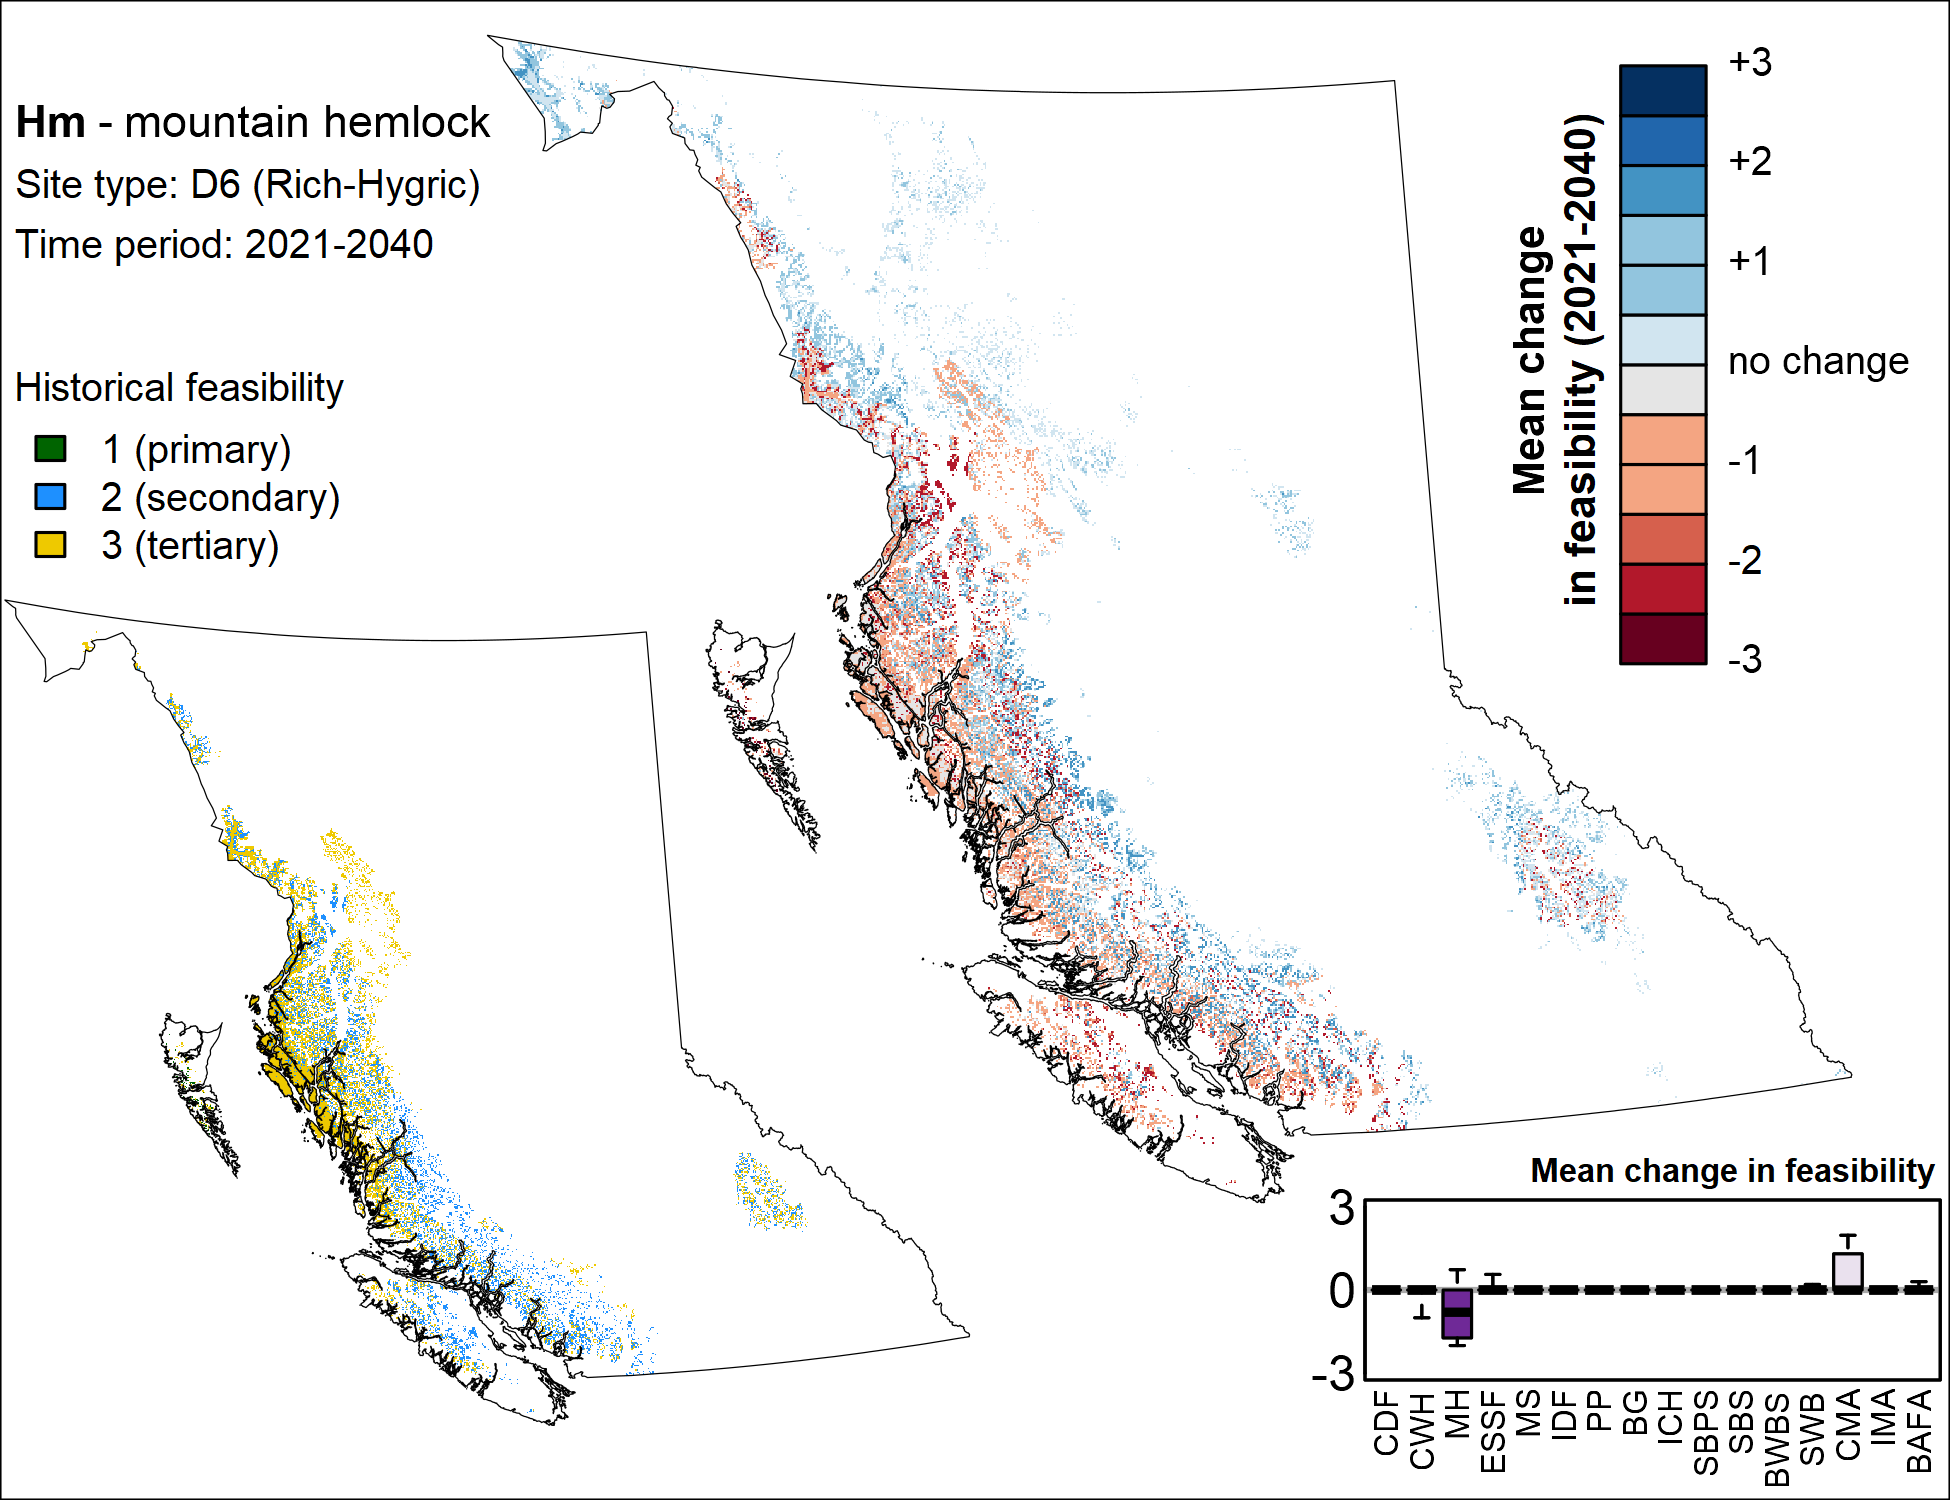 Hm - mountain hemlock
Site type: D6 (Rich-Hygric)
Time period: 2021-2040
Historical feasibility
1 (primary)
2 (secondary)
3 (tertiary)
Mean change
in feasibility (2021-2040)
+3
+2
+1
no change
-1
-2
-3
Mean change in feasibility
3
0
-3
CDF
CWH
MH
ESSF
MS
IDF
PP
BG
ICH
SBPS
SBS
BWBS
SWB
CMA
IMA
BAFA